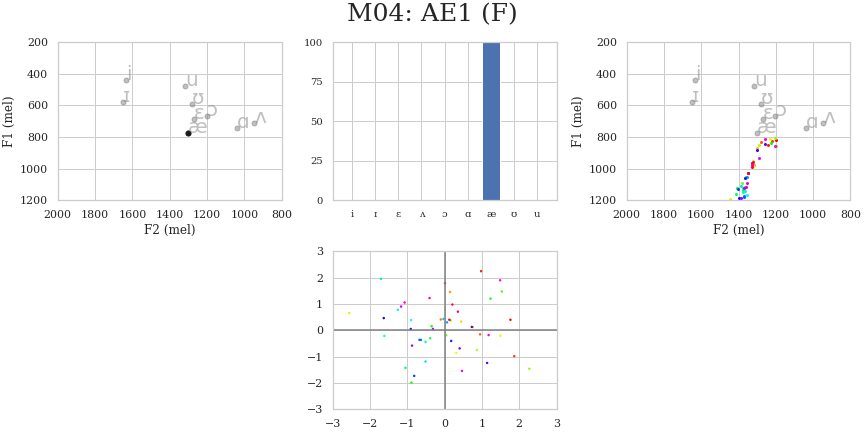 M04: AE1 (F)
200
400
600
800
1000
1200
F1 (mel)
2000 1800 1600 1400 1200 1000 800
F2 (mel)
i
ɪ
u
ʊ
ɛ
ɔ
æ
ɑ
ʌ
100
75
50
25
0
i ɪ ɛ ʌ ɔ ɑ æ ʊ u
200
400
600
800
1000
1200
F1 (mel)
2000 1800 1600 1400 1200 1000 800
F2 (mel)
i
ɪ
u
ʊ
ɛ
ɔ
æ
ɑ
ʌ
3
2
1
0
−1
−2
−3
−3 −2 −1 0 1 2 3